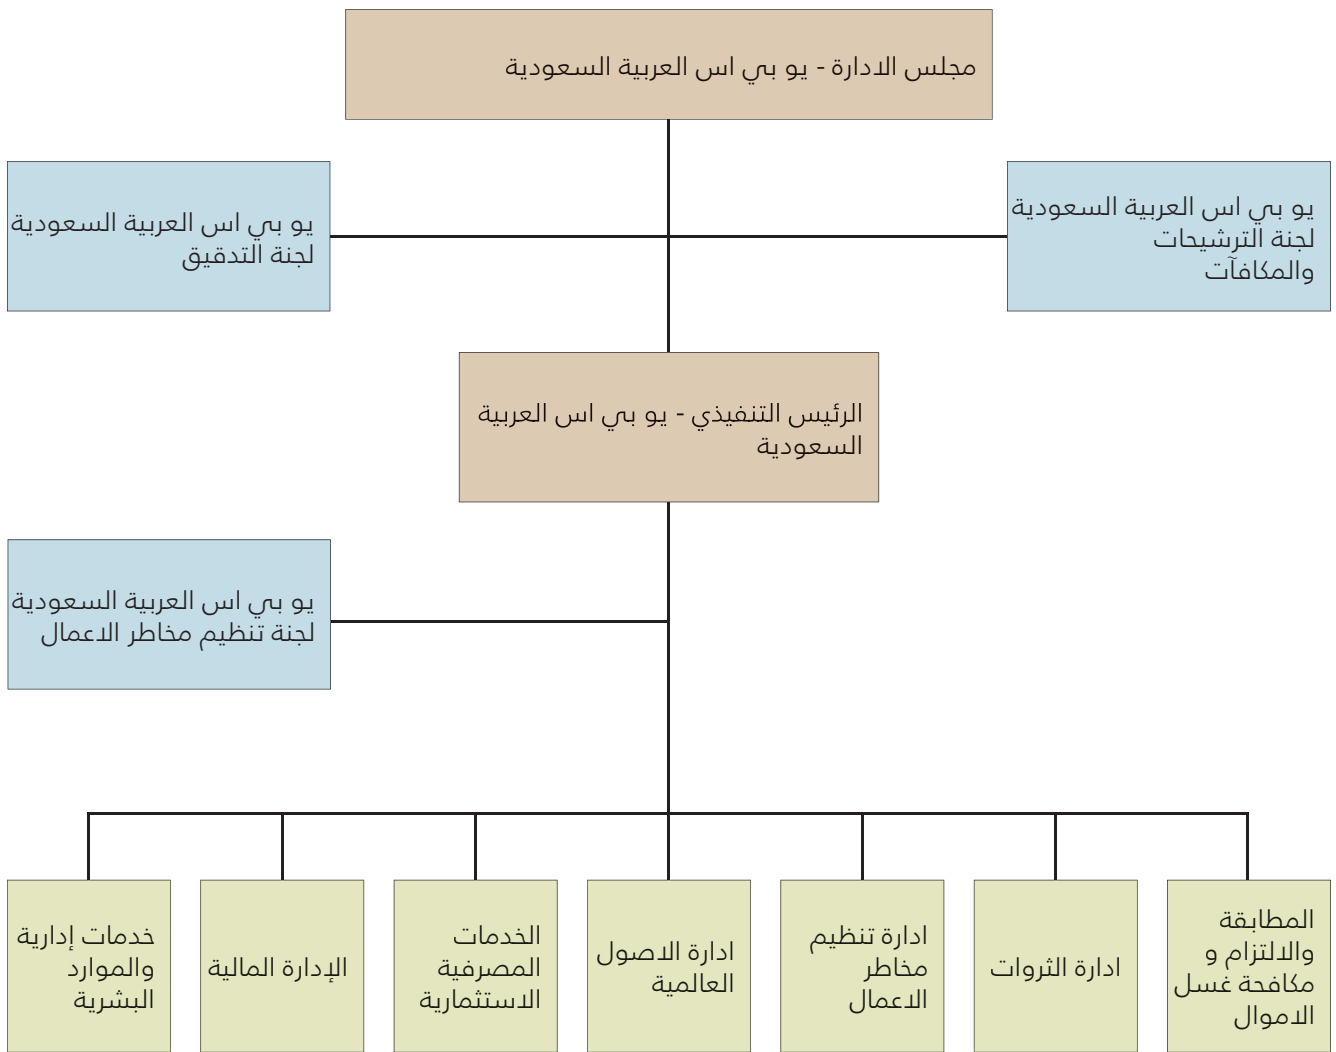 مجلس الادارة - يو بي اس العربية السعودية
يو بي اس العربية السعودية
لجنة الترشيحات
والمكافآت
يو بي اس العربية السعودية
لجنة التدقيق
الرئيس التنفيذي - يو بي اس العربية
السعودية
يو بي اس العربية السعودية
لجنة تنظيم مخاطر الاعمال
المطابقة
والالتزام و
مكافحة غسل
الاموال
ادارة الثروات
ادارة تنظيم
مخاطر
الاعمال
ادارة الاصول
العالمية
الخدمات
المصرفية
الاستثمارية
الإدارة المالية
خدمات إدارية
والموارد
البشرية